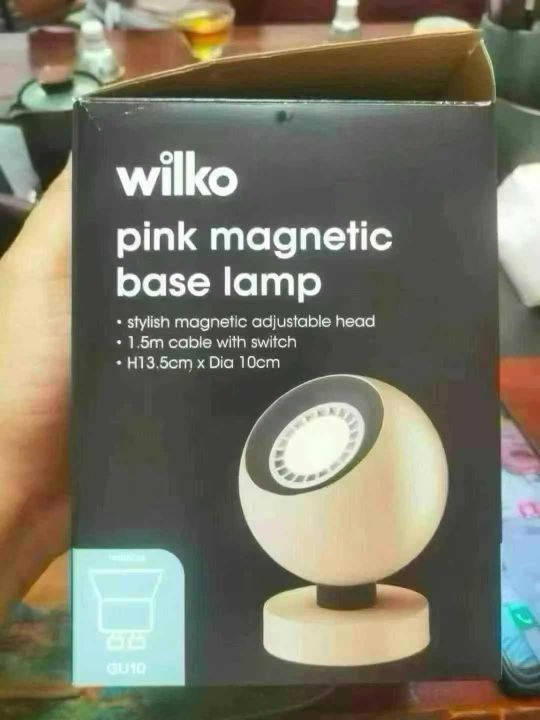 wilko
pink magnetic
base lamp
• stylish magnetic adjustable head
• 1.5m cable with switch
• H13.5cm x Dia 10cm
GU10